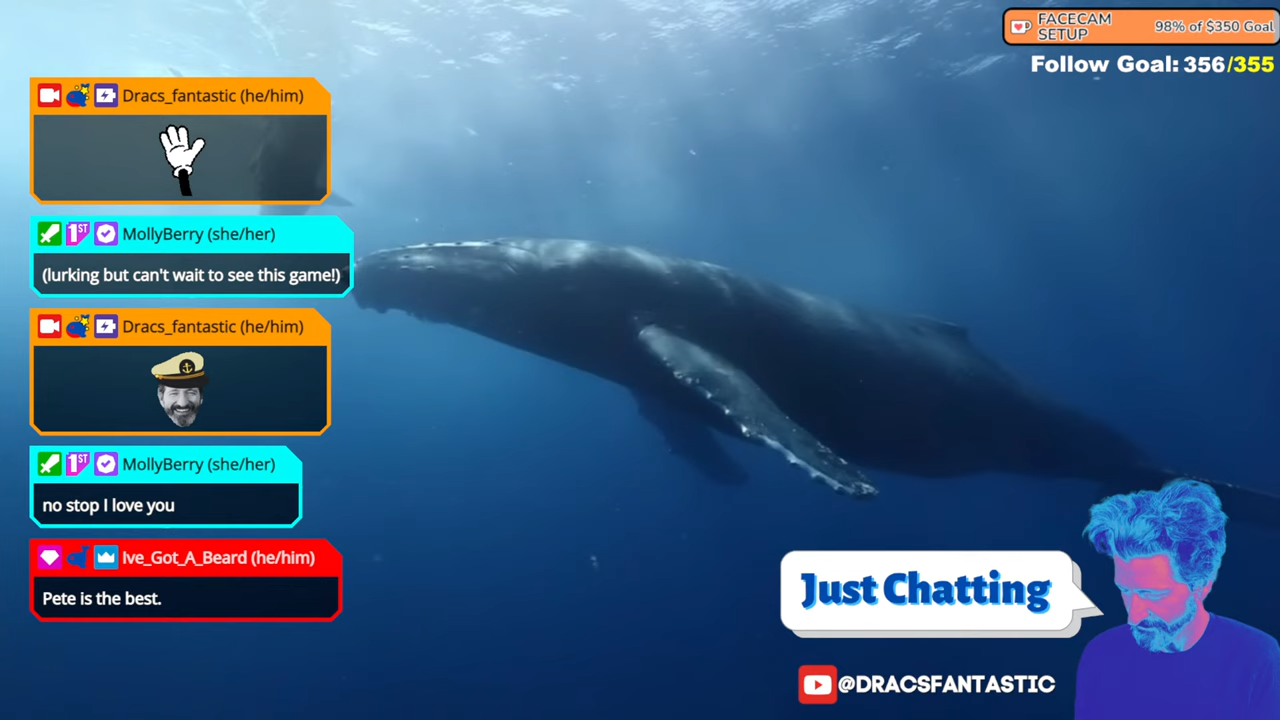 FACECAM
SETUP
98% of $350 Goal
Follow Goal: 356/355
Dracs_fantastic (he/him)
1ST
MollyBerry (she/her)
(lurking but can't wait to see this game!)
Dracs_fantastic (he/him)
1ST
MollyBerry (she/her)
no stop I love you
Ive_Got_A_Beard (he/him)
Pete is the best.
Just Chatting
@DRACSFANTASTIC